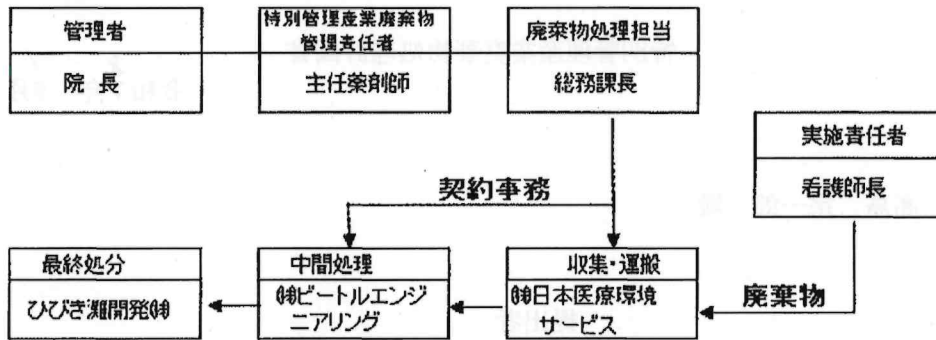 管理者
院 長
特別管理産業廃棄物
管理責任者
主任薬剤師
廃棄物処理担当
総務課長
実施責任者
看護師長
契約事務
最終処分
ひびき灘開発㈱
中間処理
㈱ビートルエンジ
ニアリング
収集・運搬
㈱日本医療環境
サービス
廃棄物